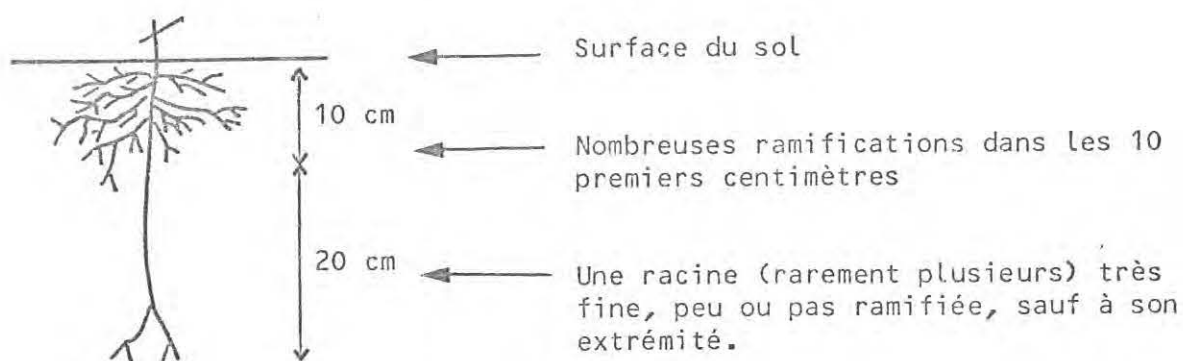 Surface du sol
10 cm
Nombreuses ramifications dans les 10
premiers centimètres
20 cm
Une racine (rarement plusieurs) très
fine, peu ou pas ramifiée, sauf à son
extrémité.